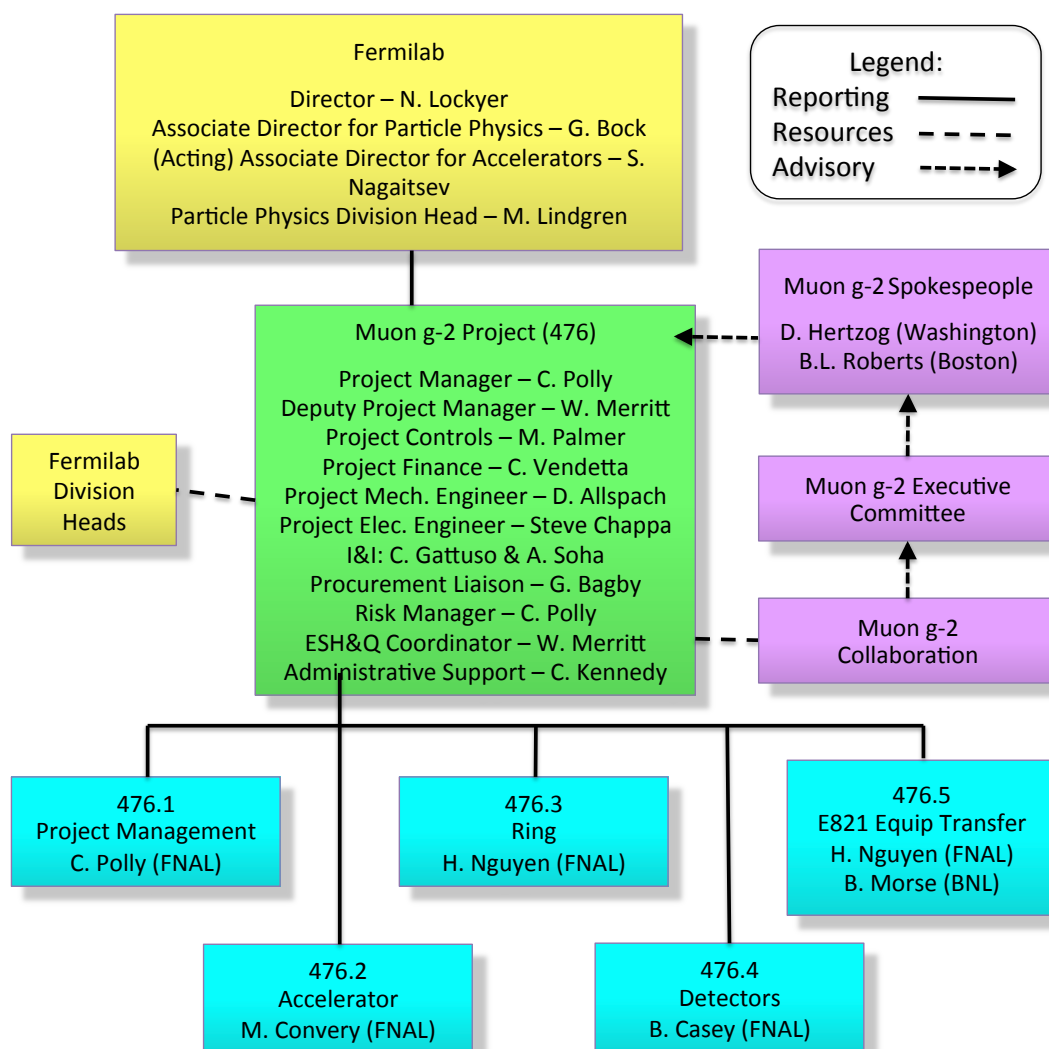 Fermilab
Director – N. Lockyer
Associate Director for Particle Physics – G. Bock
(Acting) Associate Director for Accelerators – S.
Nagaitsev
Particle Physics Division Head – M. Lindgren
Legend:
Reporting
Resources
Advisory
Muon g-2 Spokespeople
D. Hertzog (Washington)
B.L. Roberts (Boston)
Muon g-2 Project (476)
Project Manager – C. Polly
Deputy Project Manager – W. Merritt
Project Controls – M. Palmer
Project Finance – C. Vendetta
Project Mech. Engineer – D. Allspach
Project Elec. Engineer – Steve Chappa
I&I: C. Gattuso & A. Soha
Procurement Liaison – G. Bagby
Risk Manager – C. Polly
ESH&Q Coordinator – W. Merritt
Administrative Support – C. Kennedy
Fermilab
Division
Heads
Muon g-2 Executive
Committee
Muon g-2
Collaboration
476.1
Project Management
C. Polly (FNAL)
476.3
Ring
H. Nguyen (FNAL)
476.5
E821 Equip Transfer
H. Nguyen (FNAL)
B. Morse (BNL)
476.2
Accelerator
M. Convery (FNAL)
476.4
Detectors
B. Casey (FNAL)